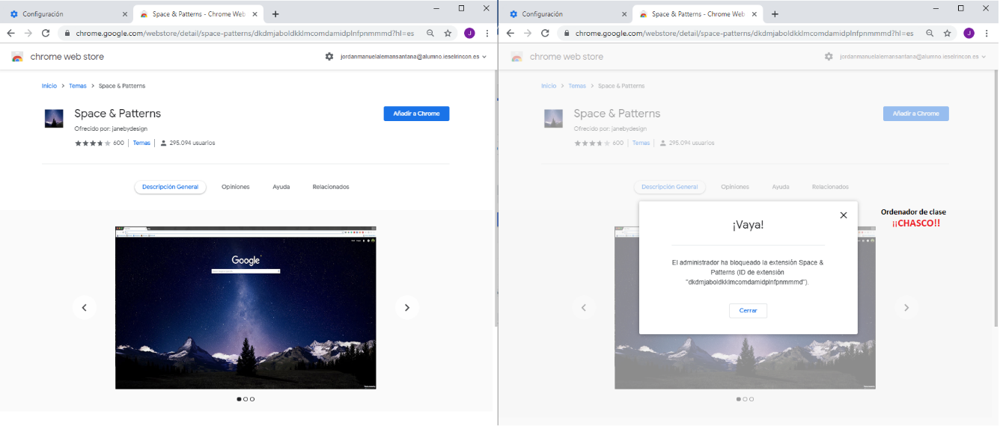 Configuración
Space & Patterns - Chrome Web
chrome.google.com/webstore/detail/space-patterns/dkdmjaboldkklmcomdamidplnfpnmmmd?hl=es
J
chrome web store
jordanmanuelalemansantana@alumno.ieselrincon.es
Inicio > Temas > Space & Patterns
Space & Patterns
Añadir a Chrome
Ofrecido por: janebydesign
600 | Temas | 295.094 usuarios
Descripción General
Opiniones
Ayuda
Relacionados
Google
Configuración
Space & Patterns - Chrome Web
chrome.google.com/webstore/detail/space-patterns/dkdmjaboldkklmcomdamidplnfpnmmmd?hl=es
J
chrome web store
jordanmanuelalemansantana@alumno.ieselrincon.es
Inicio > Temas > Space & Patterns
Space & Patterns
Añadir a Chrome
Ofrecido por: janebydesign
600 | Temas | 295.094 usuarios
Descripción General
Opiniones
Ayuda
Relacionados
¡Vaya!
El administrador ha bloqueado la extensión Space &
Patterns (ID de extensión
"dkdmjaboldkklmcomdamidplnfpnmmmd").
Cerrar
Ordenador de clase
¡¡CHASCO!!